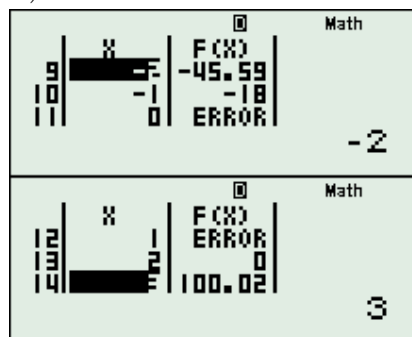 D Math
X F(X)
9 -45.59
10 -1 -18
11 0 ERROR
-2
D Math
X F(X)
12 1 ERROR
13 2 0
14 100.02
3